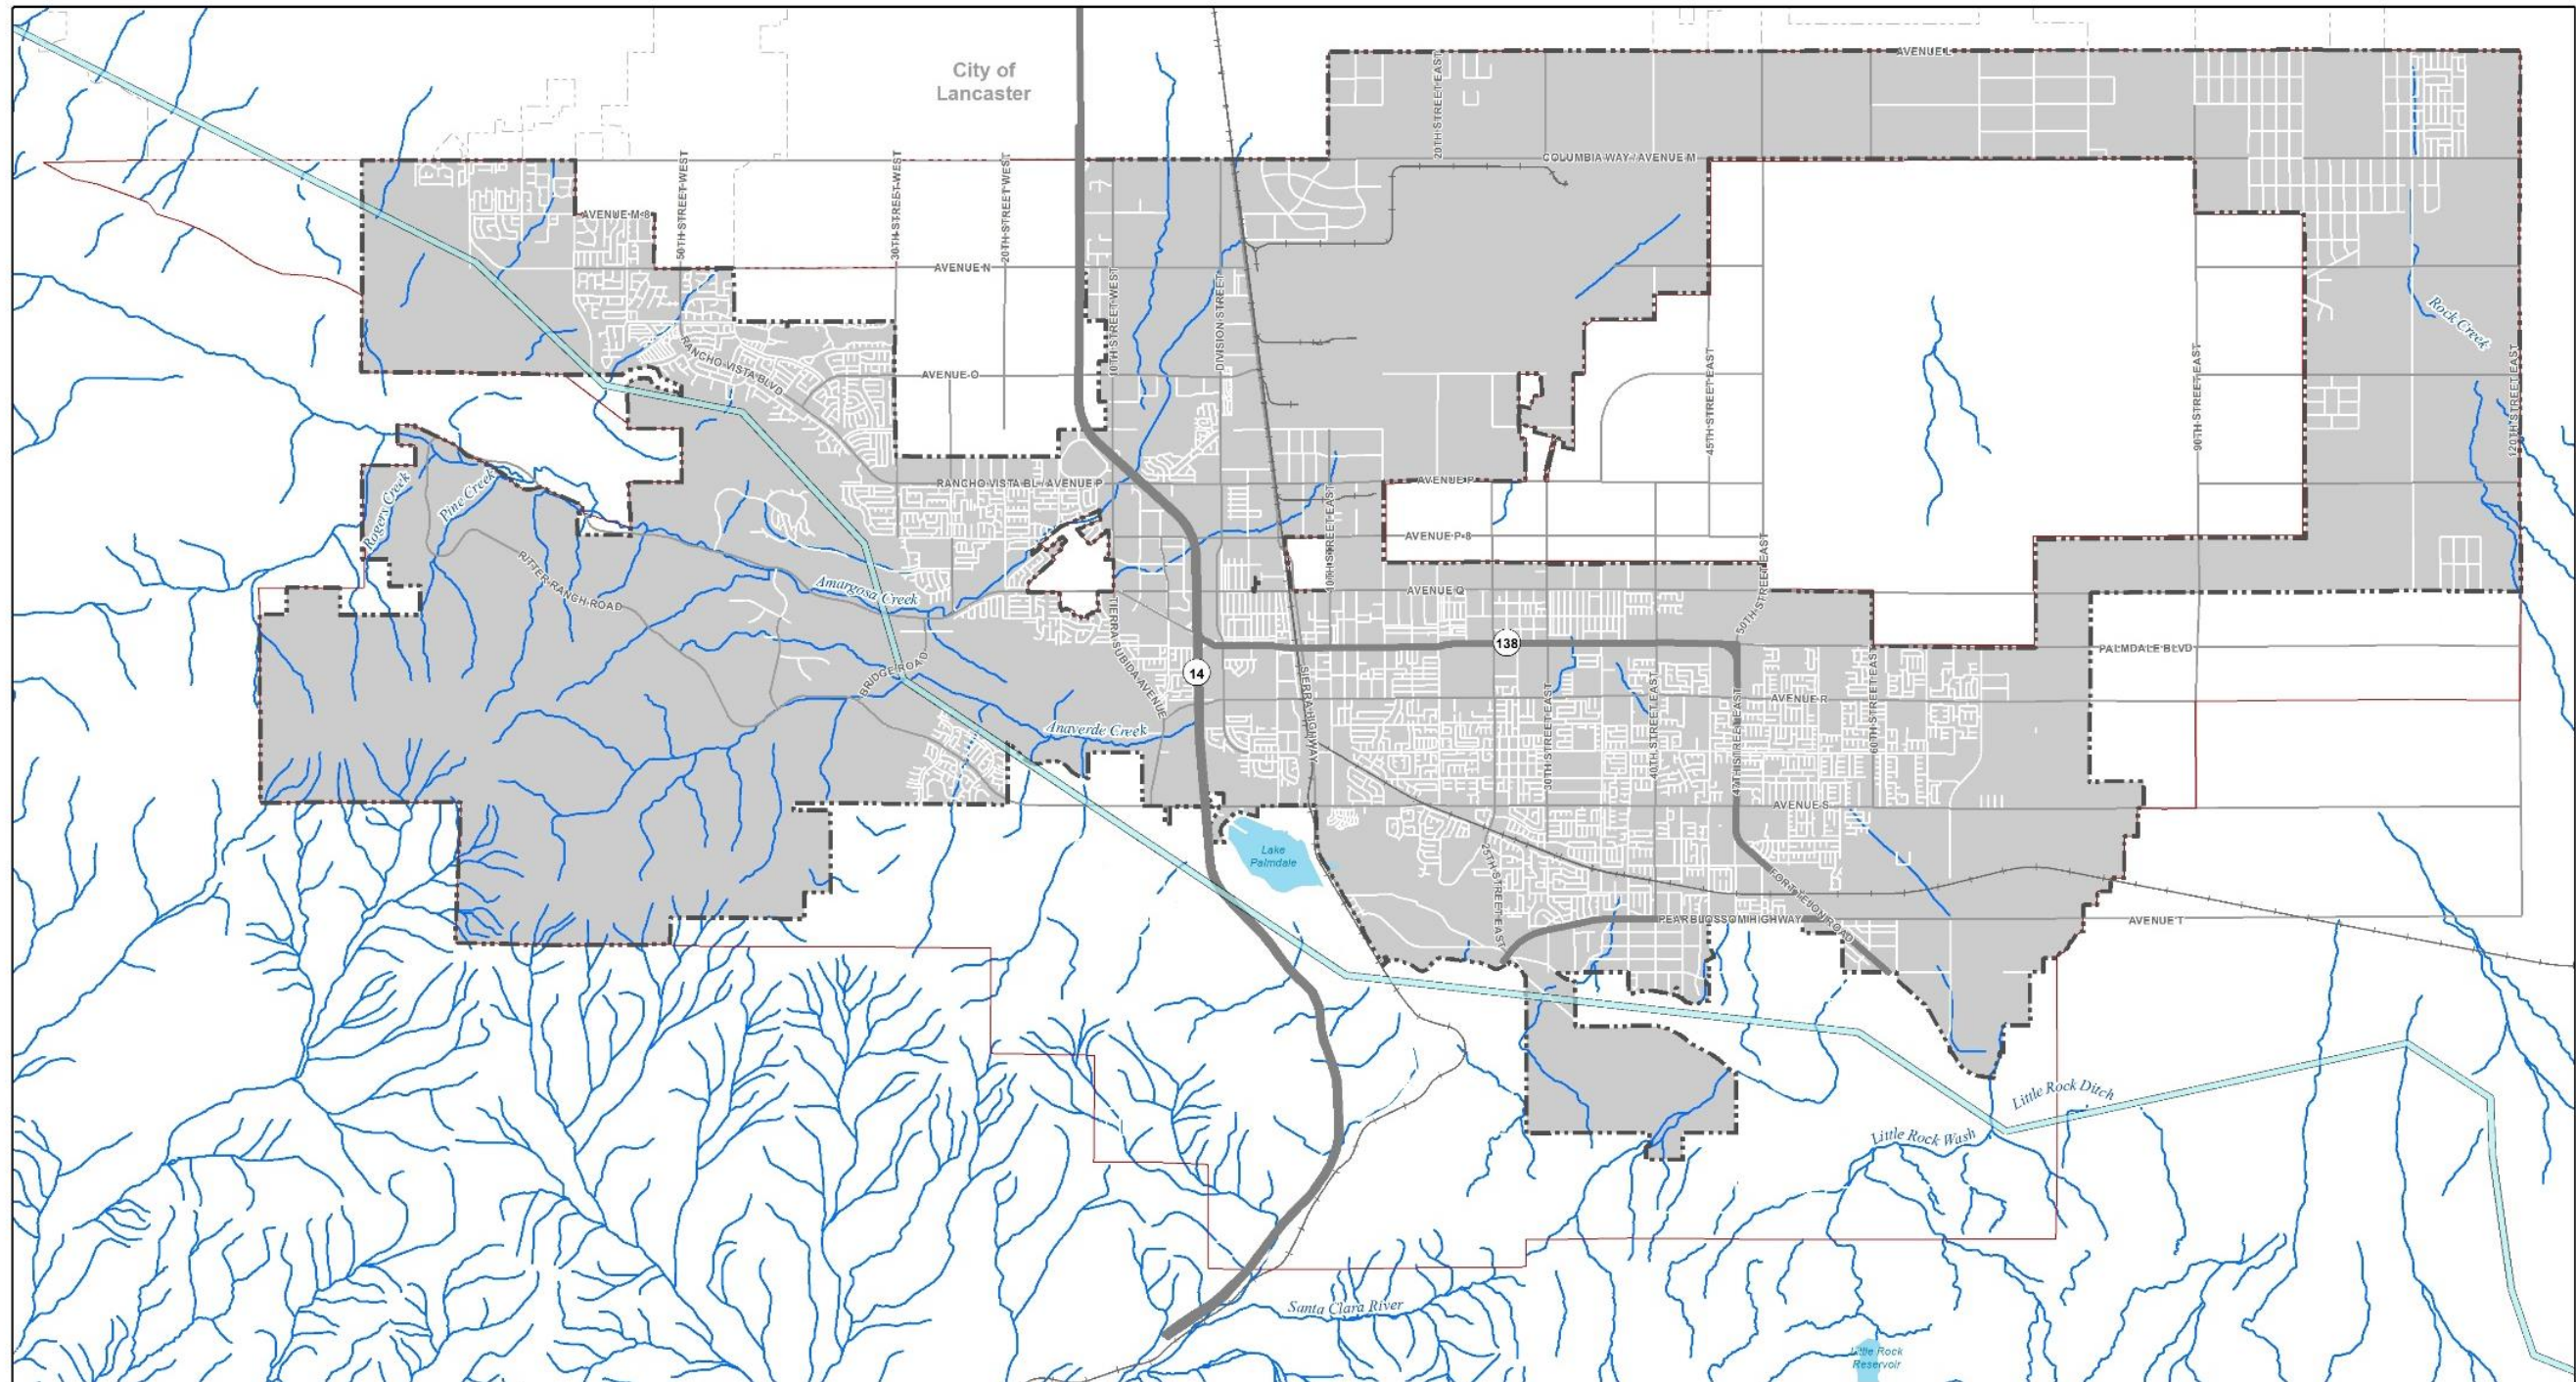 AVENUE L
City of
Lancaster
20TH STREET EAST
COLUMBIA WAY / AVENUE M
AVENUE M-8
50TH STREET WEST
30TH STREET WEST
20TH STREET WEST
AVENUE N
10TH STREET WEST
DIVISION STREET
Rock Creek
RANCHO VISTA BLVD
AVENUE O
45TH STREET EAST
90TH STREET EAST
120TH STREET EAST
Rogers Creek
Pine Creek
RANCHO VISTA BL / AVENUE P
AVENUE P
10TH STREET EAST
AVENUE P-8
RITTER RANCH ROAD
Amargosa Creek
AVENUE Q
50TH STREET EAST
TIERRA SUBIDA AVENUE
138
PALMDALE BLVD
BRIDGE ROAD
14
SIERRA HIGHWAY
30TH STREET EAST
40TH STREET EAST
47TH STREET EAST
60TH STREET EAST
AVENUE R
Anaverde Creek
AVENUE S
Lake
Palmdale
25TH STREET EAST
FORT TEJON ROAD
PEARBLOSSOM HIGHWAY
AVENUE T
Little Rock Ditch
Little Rock Wash
Santa Clara River
Little Rock
Reservoir